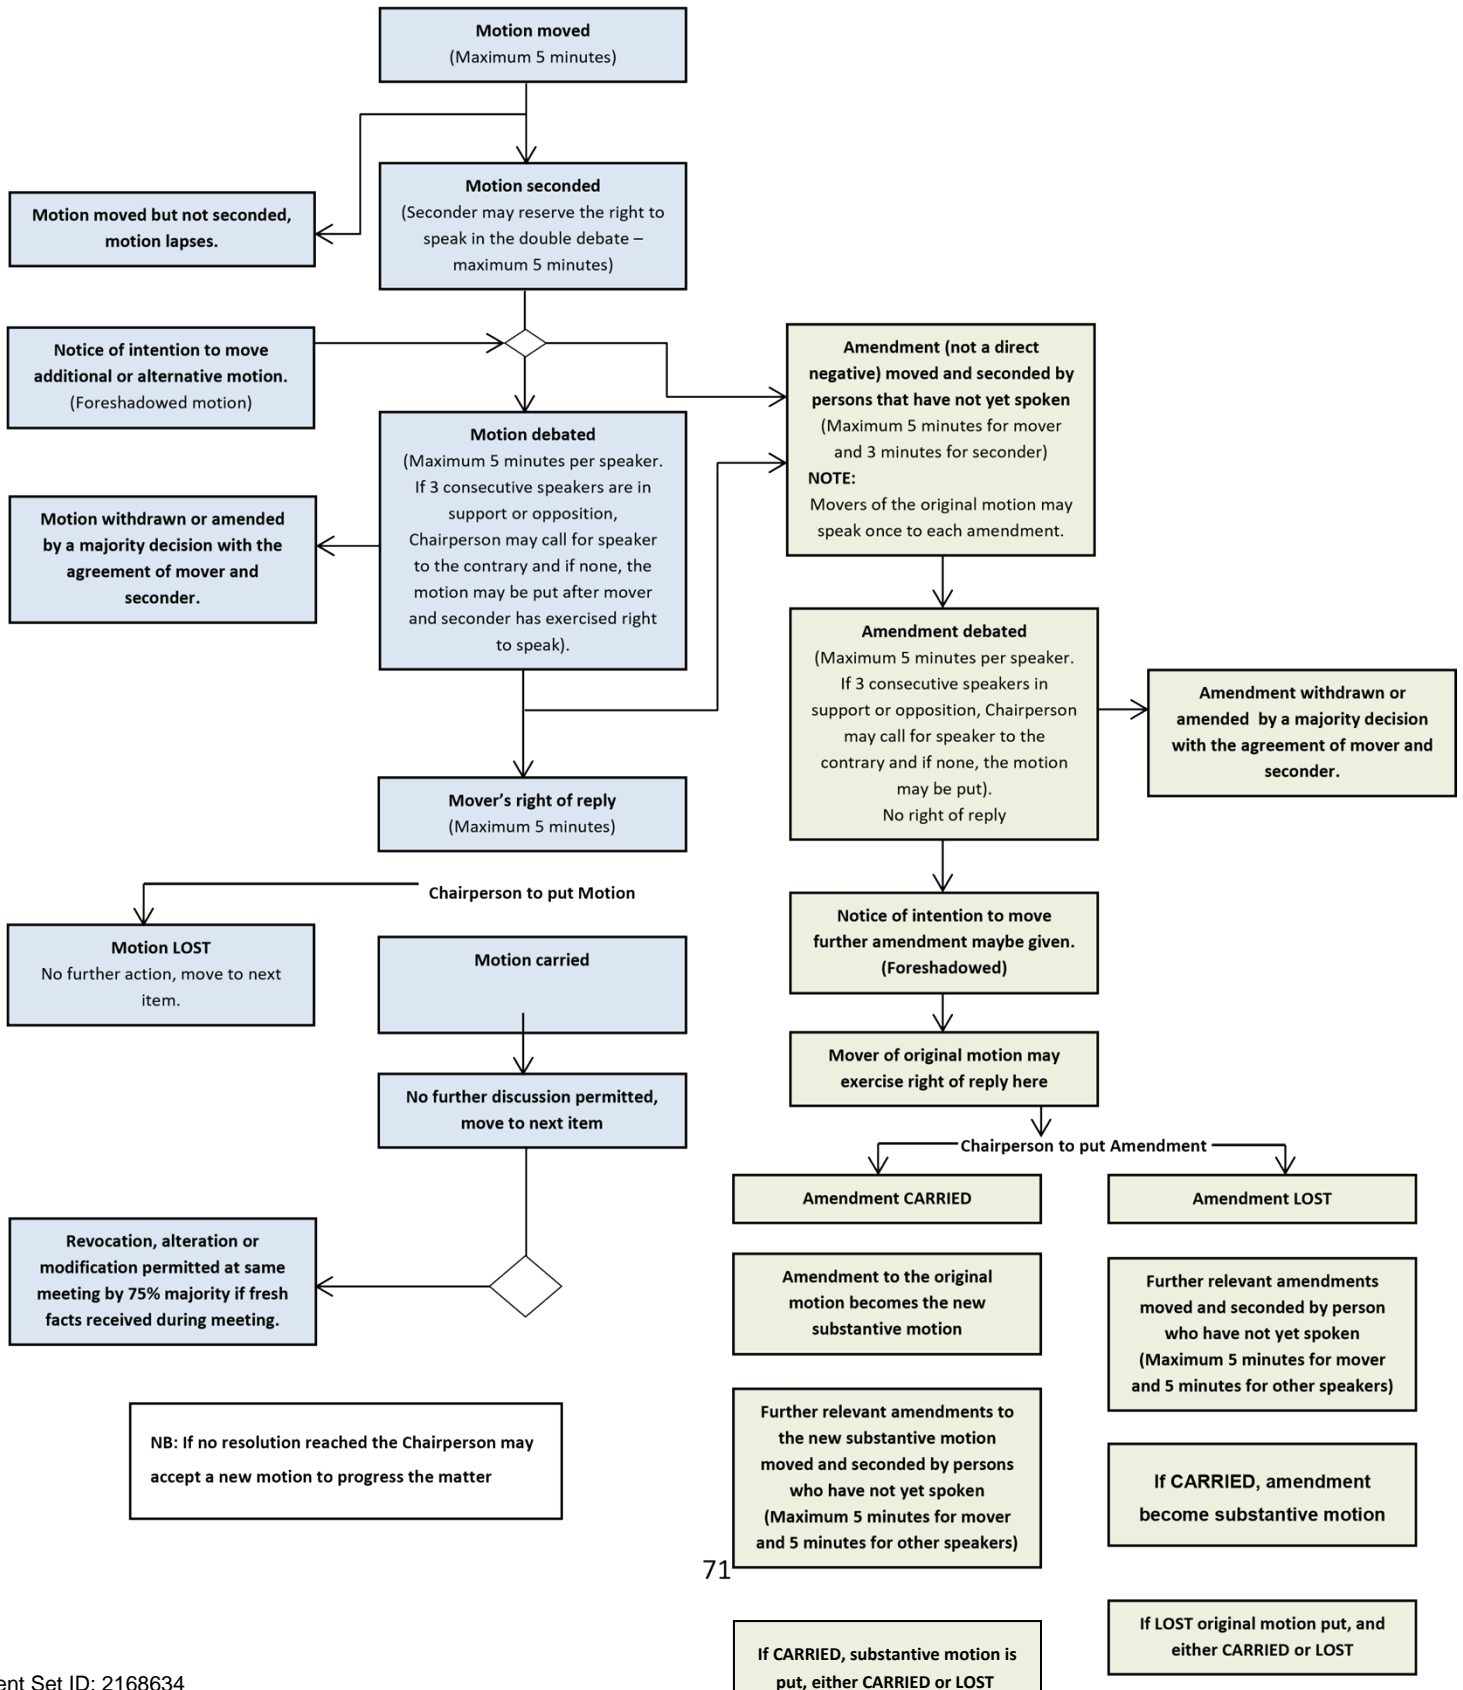 Motion moved
(Maximum 5 minutes)
Motion seconded
(Seconder may reserve the right to
speak in the double debate –
maximum 5 minutes)
Motion moved but not seconded,
motion lapses.
Notice of intention to move
additional or alternative motion.
(Foreshadowed motion)
Motion debated
(Maximum 5 minutes per speaker.
If 3 consecutive speakers are in
support or opposition,
Chairperson may call for speaker
to the contrary and if none, the
motion may be put after mover
and seconder has exercised right
to speak).
Motion withdrawn or amended
by a majority decision with the
agreement of mover and
seconder.
Mover’s right of reply
(Maximum 5 minutes)
Chairperson to put Motion
Motion LOST
No further action, move to next
item.
Motion carried
No further discussion permitted,
move to next item
Revocation, alteration or
modification permitted at same
meeting by 75% majority if fresh
facts received during meeting.
NB: If no resolution reached the Chairperson may
accept a new motion to progress the matter
Amendment (not a direct
negative) moved and seconded by
persons that have not yet spoken
(Maximum 5 minutes for mover
and 3 minutes for seconder)
NOTE:
Movers of the original motion may
speak once to each amendment.
Amendment debated
(Maximum 5 minutes per speaker.
If 3 consecutive speakers in
support or opposition, Chairperson
may call for speaker to the
contrary and if none, the motion
may be put).
No right of reply
Amendment withdrawn or
amended by a majority decision
with the agreement of mover and
seconder.
Notice of intention to move
further amendment maybe given.
(Foreshadowed)
Mover of original motion may
exercise right of reply here
Chairperson to put Amendment
Amendment CARRIED
Amendment to the original
motion becomes the new
substantive motion
Further relevant amendments to
the new substantive motion
moved and seconded by persons
who have not yet spoken
(Maximum 5 minutes for mover
and 5 minutes for other speakers)
If CARRIED, substantive motion is
put, either CARRIED or LOST
Amendment LOST
Further relevant amendments
moved and seconded by person
who have not yet spoken
(Maximum 5 minutes for mover
and 5 minutes for other speakers)
If CARRIED, amendment
become substantive motion
If LOST original motion put, and
either CARRIED or LOST
71
ent Set ID: 2168634